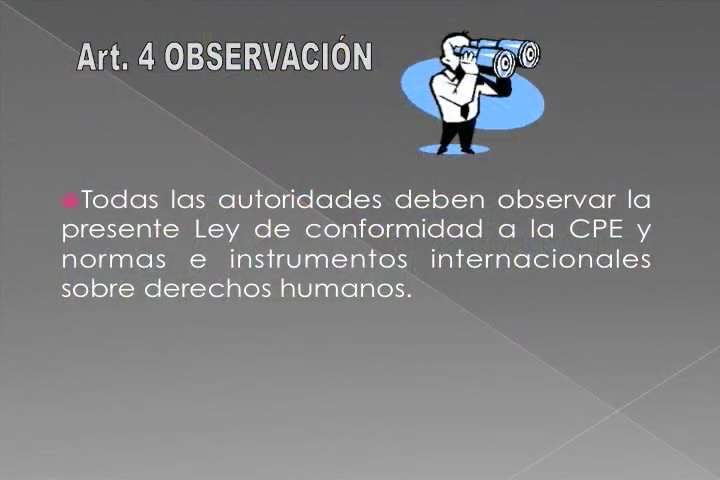 Art. 4 OBSERVACIÓN
Todas las autoridades deben observar la
presente Ley de conformidad a la CPE y
normas e instrumentos internacionales
sobre derechos humanos.